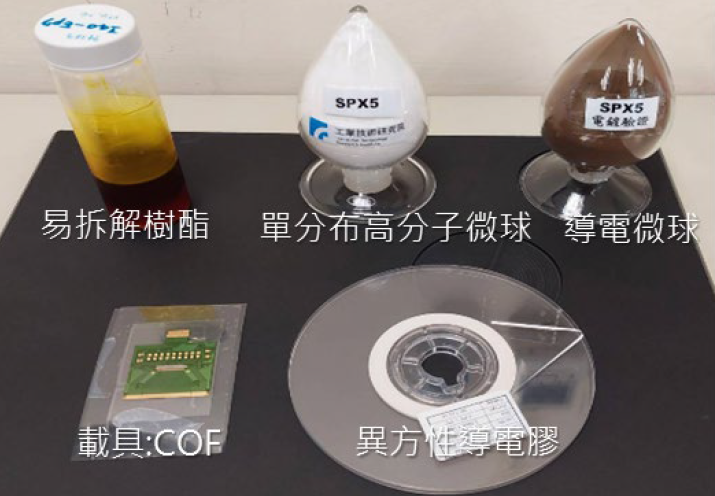 SPX5
工業技術研究院
SPX5
電鍍驗證
易拆解樹酯
單分布高分子微球
導電微球
載具:COF
異方性導電膠